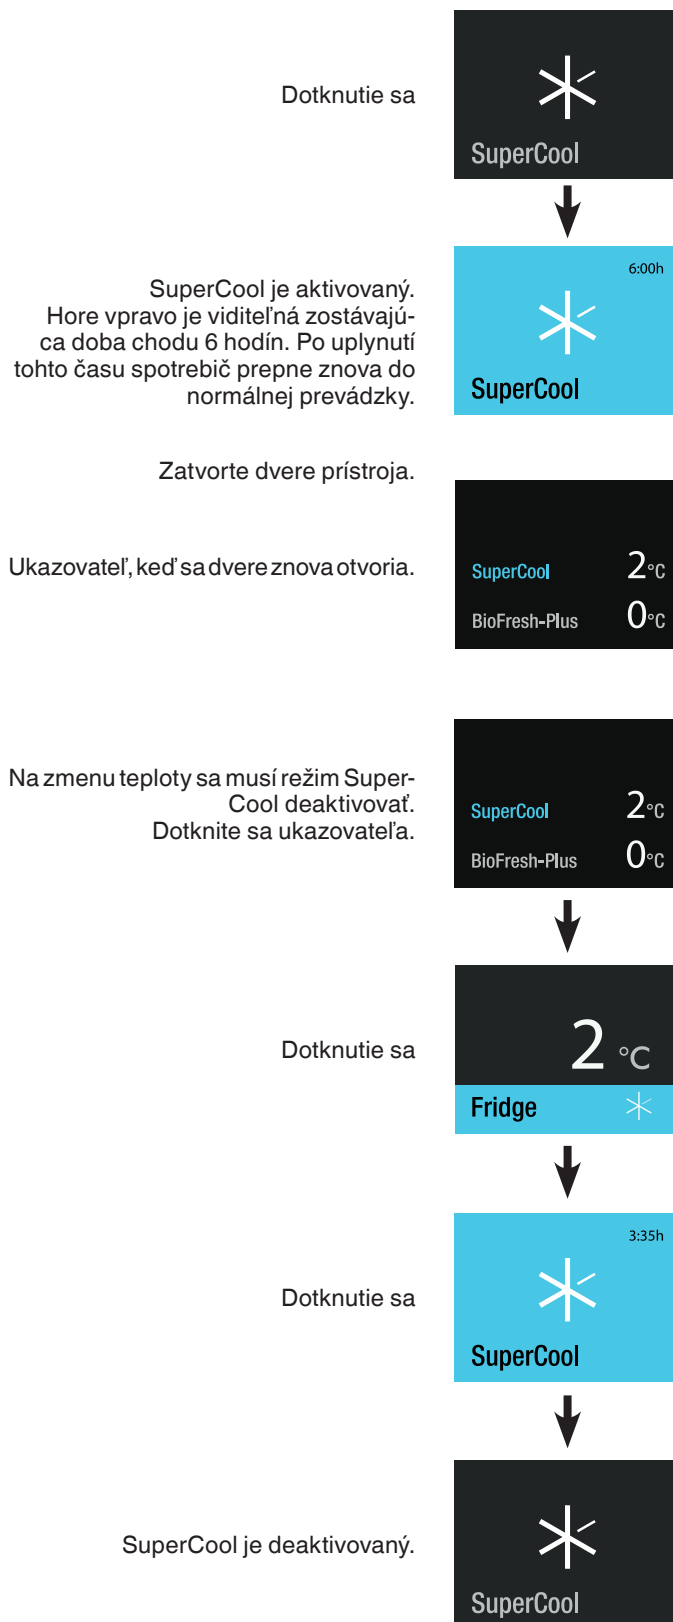 Dotknutie sa
SuperCool
6:00h
SuperCool je aktivovaný.
Hore vpravo je viditeľná zostávajú-
ca doba chodu 6 hodín. Po uplynutí
tohto času spotrebič prepne znova do
normálnej prevádzky.
SuperCool
Zatvorte dvere prístroja.
Ukazovateľ, keď sa dvere znova otvoria.
SuperCool 2°C
BioFresh-Plus 0°C
Na zmenu teploty sa musí režim Super-
Cool deaktivovať.
Dotknite sa ukazovateľa.
SuperCool 2°C
BioFresh-Plus 0°C
Dotknutie sa
2 °C
Fridge
3:35h
Dotknutie sa
SuperCool
SuperCool je deaktivovaný.
SuperCool